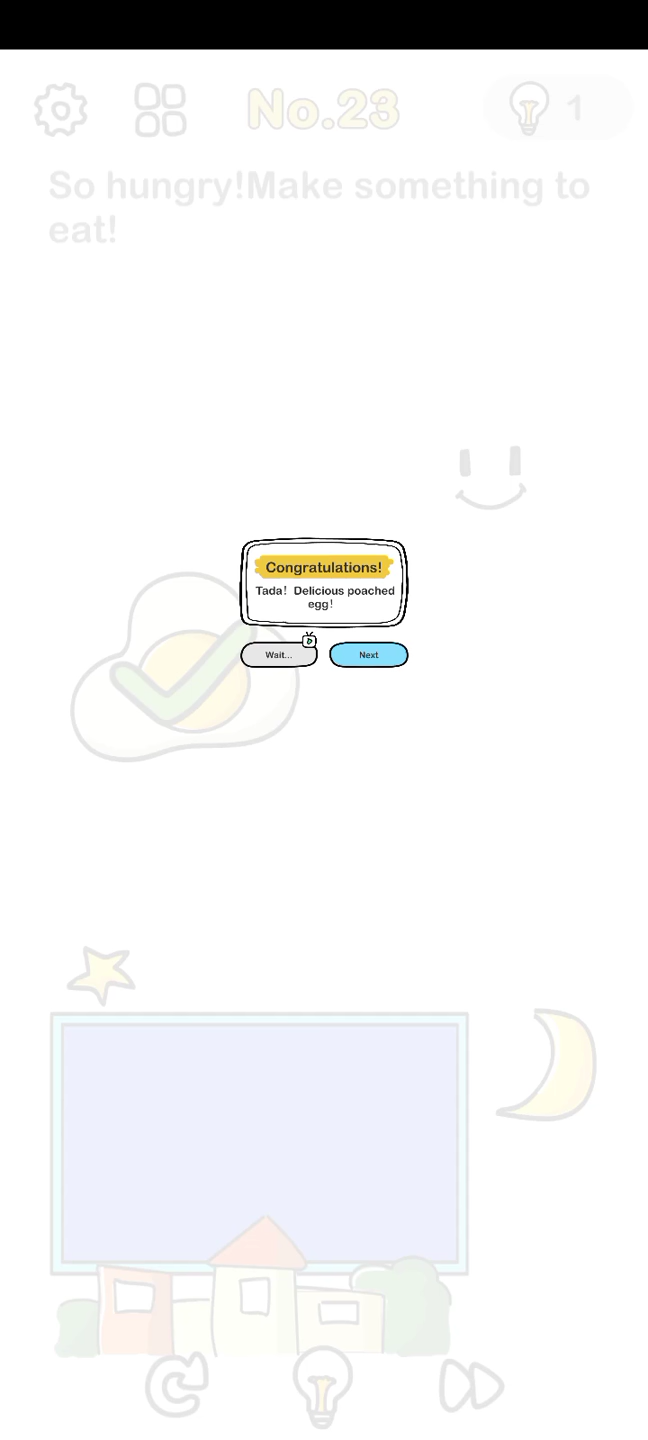 No.23
1
So hungry!Make something to
eat!
Congratulations!
Tada! Delicious poached
egg!
Wait...
Next